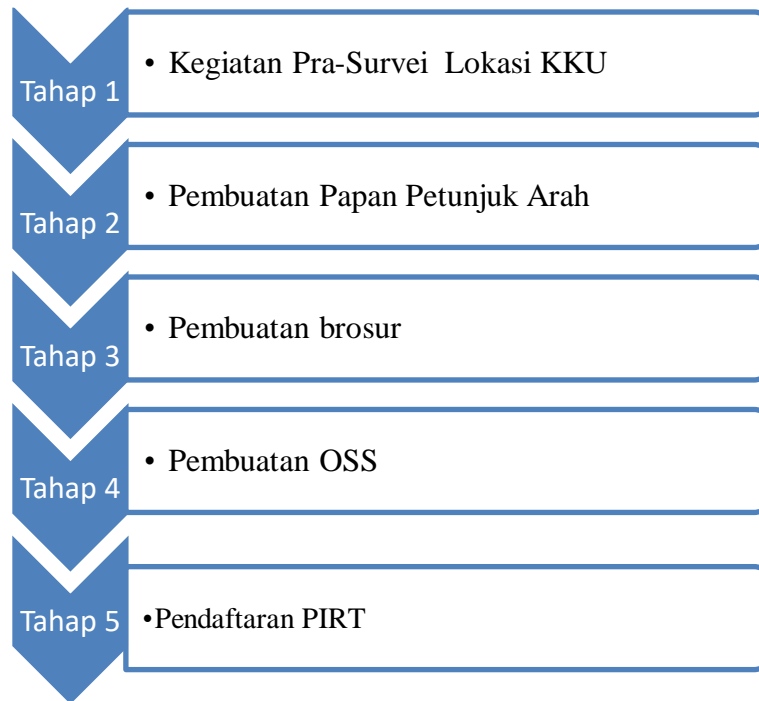 Tahap 1
• Kegiatan Pra-Survei Lokasi KKU
Tahap 2
• Pembuatan Papan Petunjuk Arah
Tahap 3
• Pembuatan brosur
Tahap 4
• Pembuatan OSS
Tahap 5
•Pendaftaran PIRT